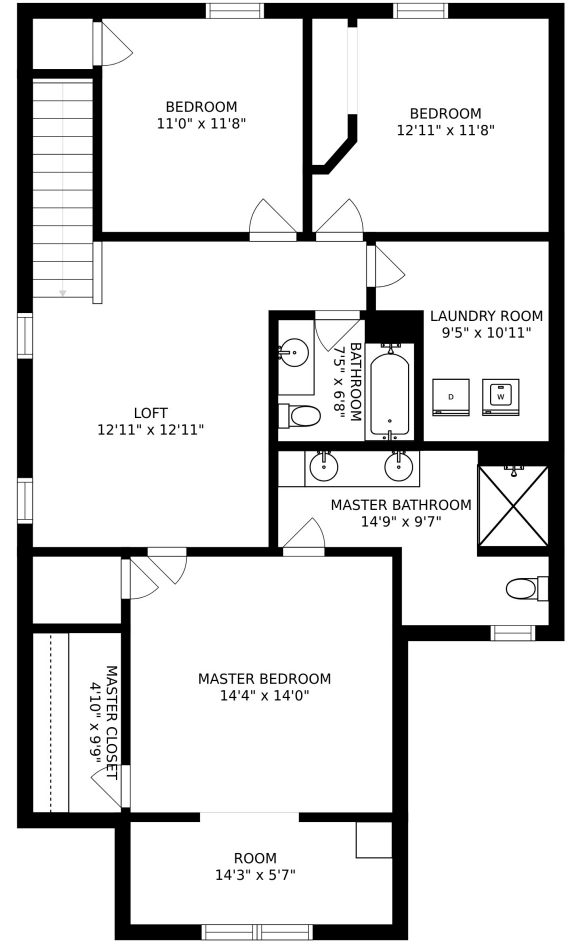 BEDROOM
11'0" x 11'8"
BEDROOM
12'11" x 11'8"
LAUNDRY ROOM
9'5" x 10'11"
BATHROOM
7'5" x 6'8"
D
W
LOFT
12'11" x 12'11"
MASTER BATHROOM
14'9" x 9'7"
MASTER BEDROOM
14'4" x 14'0"
MASTER CLOSET
4'10" x 9'9"
ROOM
14'3" x 5'7"